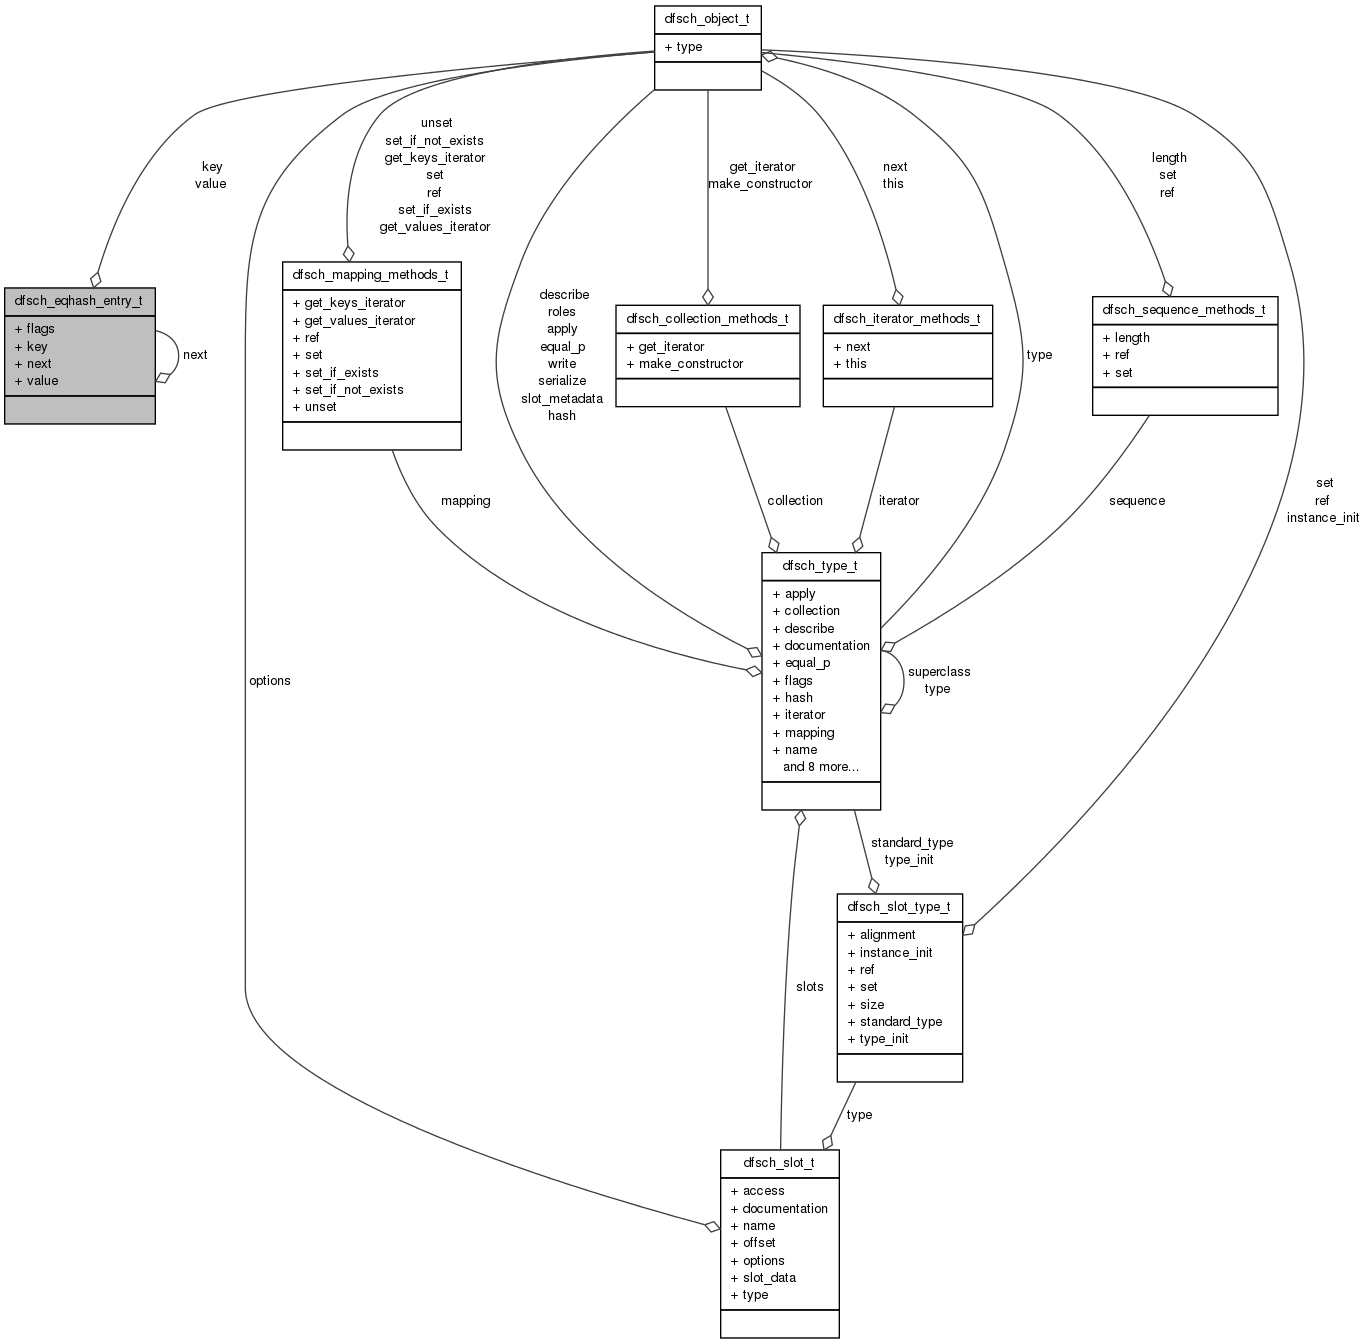 dfsch_object_t
+ type
key
value
unset
set_if_not_exists
get_keys_iterator
set
ref
set_if_exists
get_values_iterator
get_iterator
make_constructor
next
this
length
set
ref
dfsch_eqhash_entry_t
+ flags
+ key
+ next
+ value
next
dfsch_mapping_methods_t
+ get_keys_iterator
+ get_values_iterator
+ ref
+ set
+ set_if_exists
+ set_if_not_exists
+ unset
describe
roles
apply
equal_p
write
serialize
slot_metadata
hash
dfsch_collection_methods_t
+ get_iterator
+ make_constructor
dfsch_iterator_methods_t
+ next
+ this
type
dfsch_sequence_methods_t
+ length
+ ref
+ set
mapping
collection
iterator
sequence
set
ref
instance_init
dfsch_type_t
+ apply
+ collection
+ describe
+ documentation
+ equal_p
+ flags
+ hash
+ iterator
+ mapping
+ name
and 8 more...
superclass
type
options
standard_type
type_init
slots
dfsch_slot_type_t
+ alignment
+ instance_init
+ ref
+ set
+ size
+ standard_type
+ type_init
type
dfsch_slot_t
+ access
+ documentation
+ name
+ offset
+ options
+ slot_data
+ type